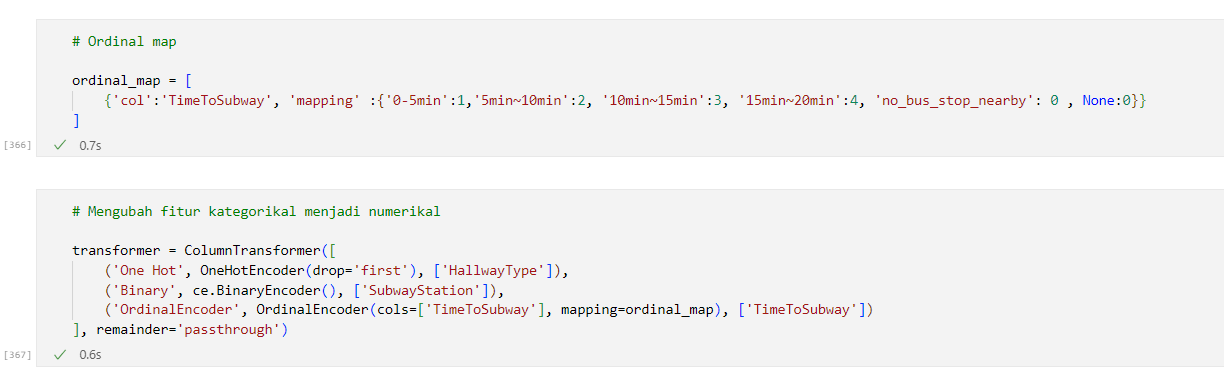 # Ordinal map
ordinal_map = [
{'col':'TimeToSubway', 'mapping' :{'0-5min':1,'5min~10min':2, '10min~15min':3, '15min~20min':4, 'no_bus_stop_nearby': 0 , None:0}}
]
[366] ✓ 0.7s
# Mengubah fitur kategorikal menjadi numerikal
transformer = ColumnTransformer([
('One Hot', OneHotEncoder(drop='first'), ['HallwayType']),
('Binary', ce.BinaryEncoder(), ['SubwayStation']),
('OrdinalEncoder', OrdinalEncoder(cols=['TimeToSubway'], mapping=ordinal_map), ['TimeToSubway'])
], remainder='passthrough')
[367] ✓ 0.6s